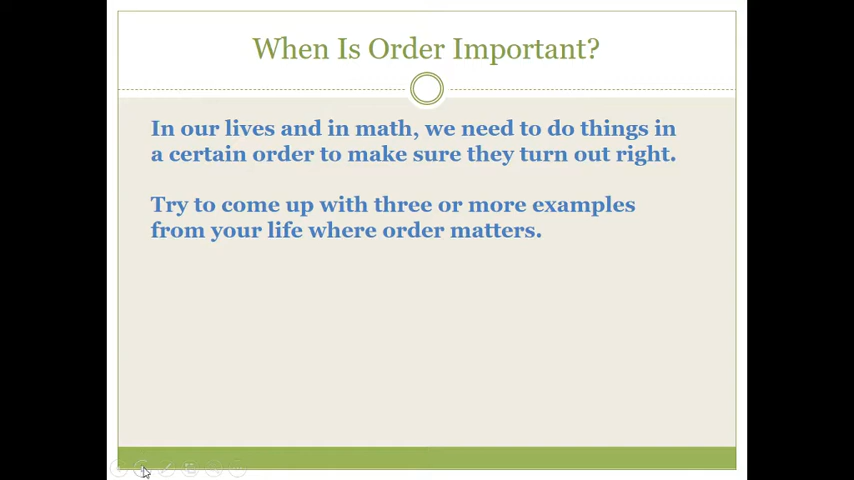 When Is Order Important?
In our lives and in math, we need to do things in
a certain order to make sure they turn out right.
Try to come up with three or more examples
from your life where order matters.